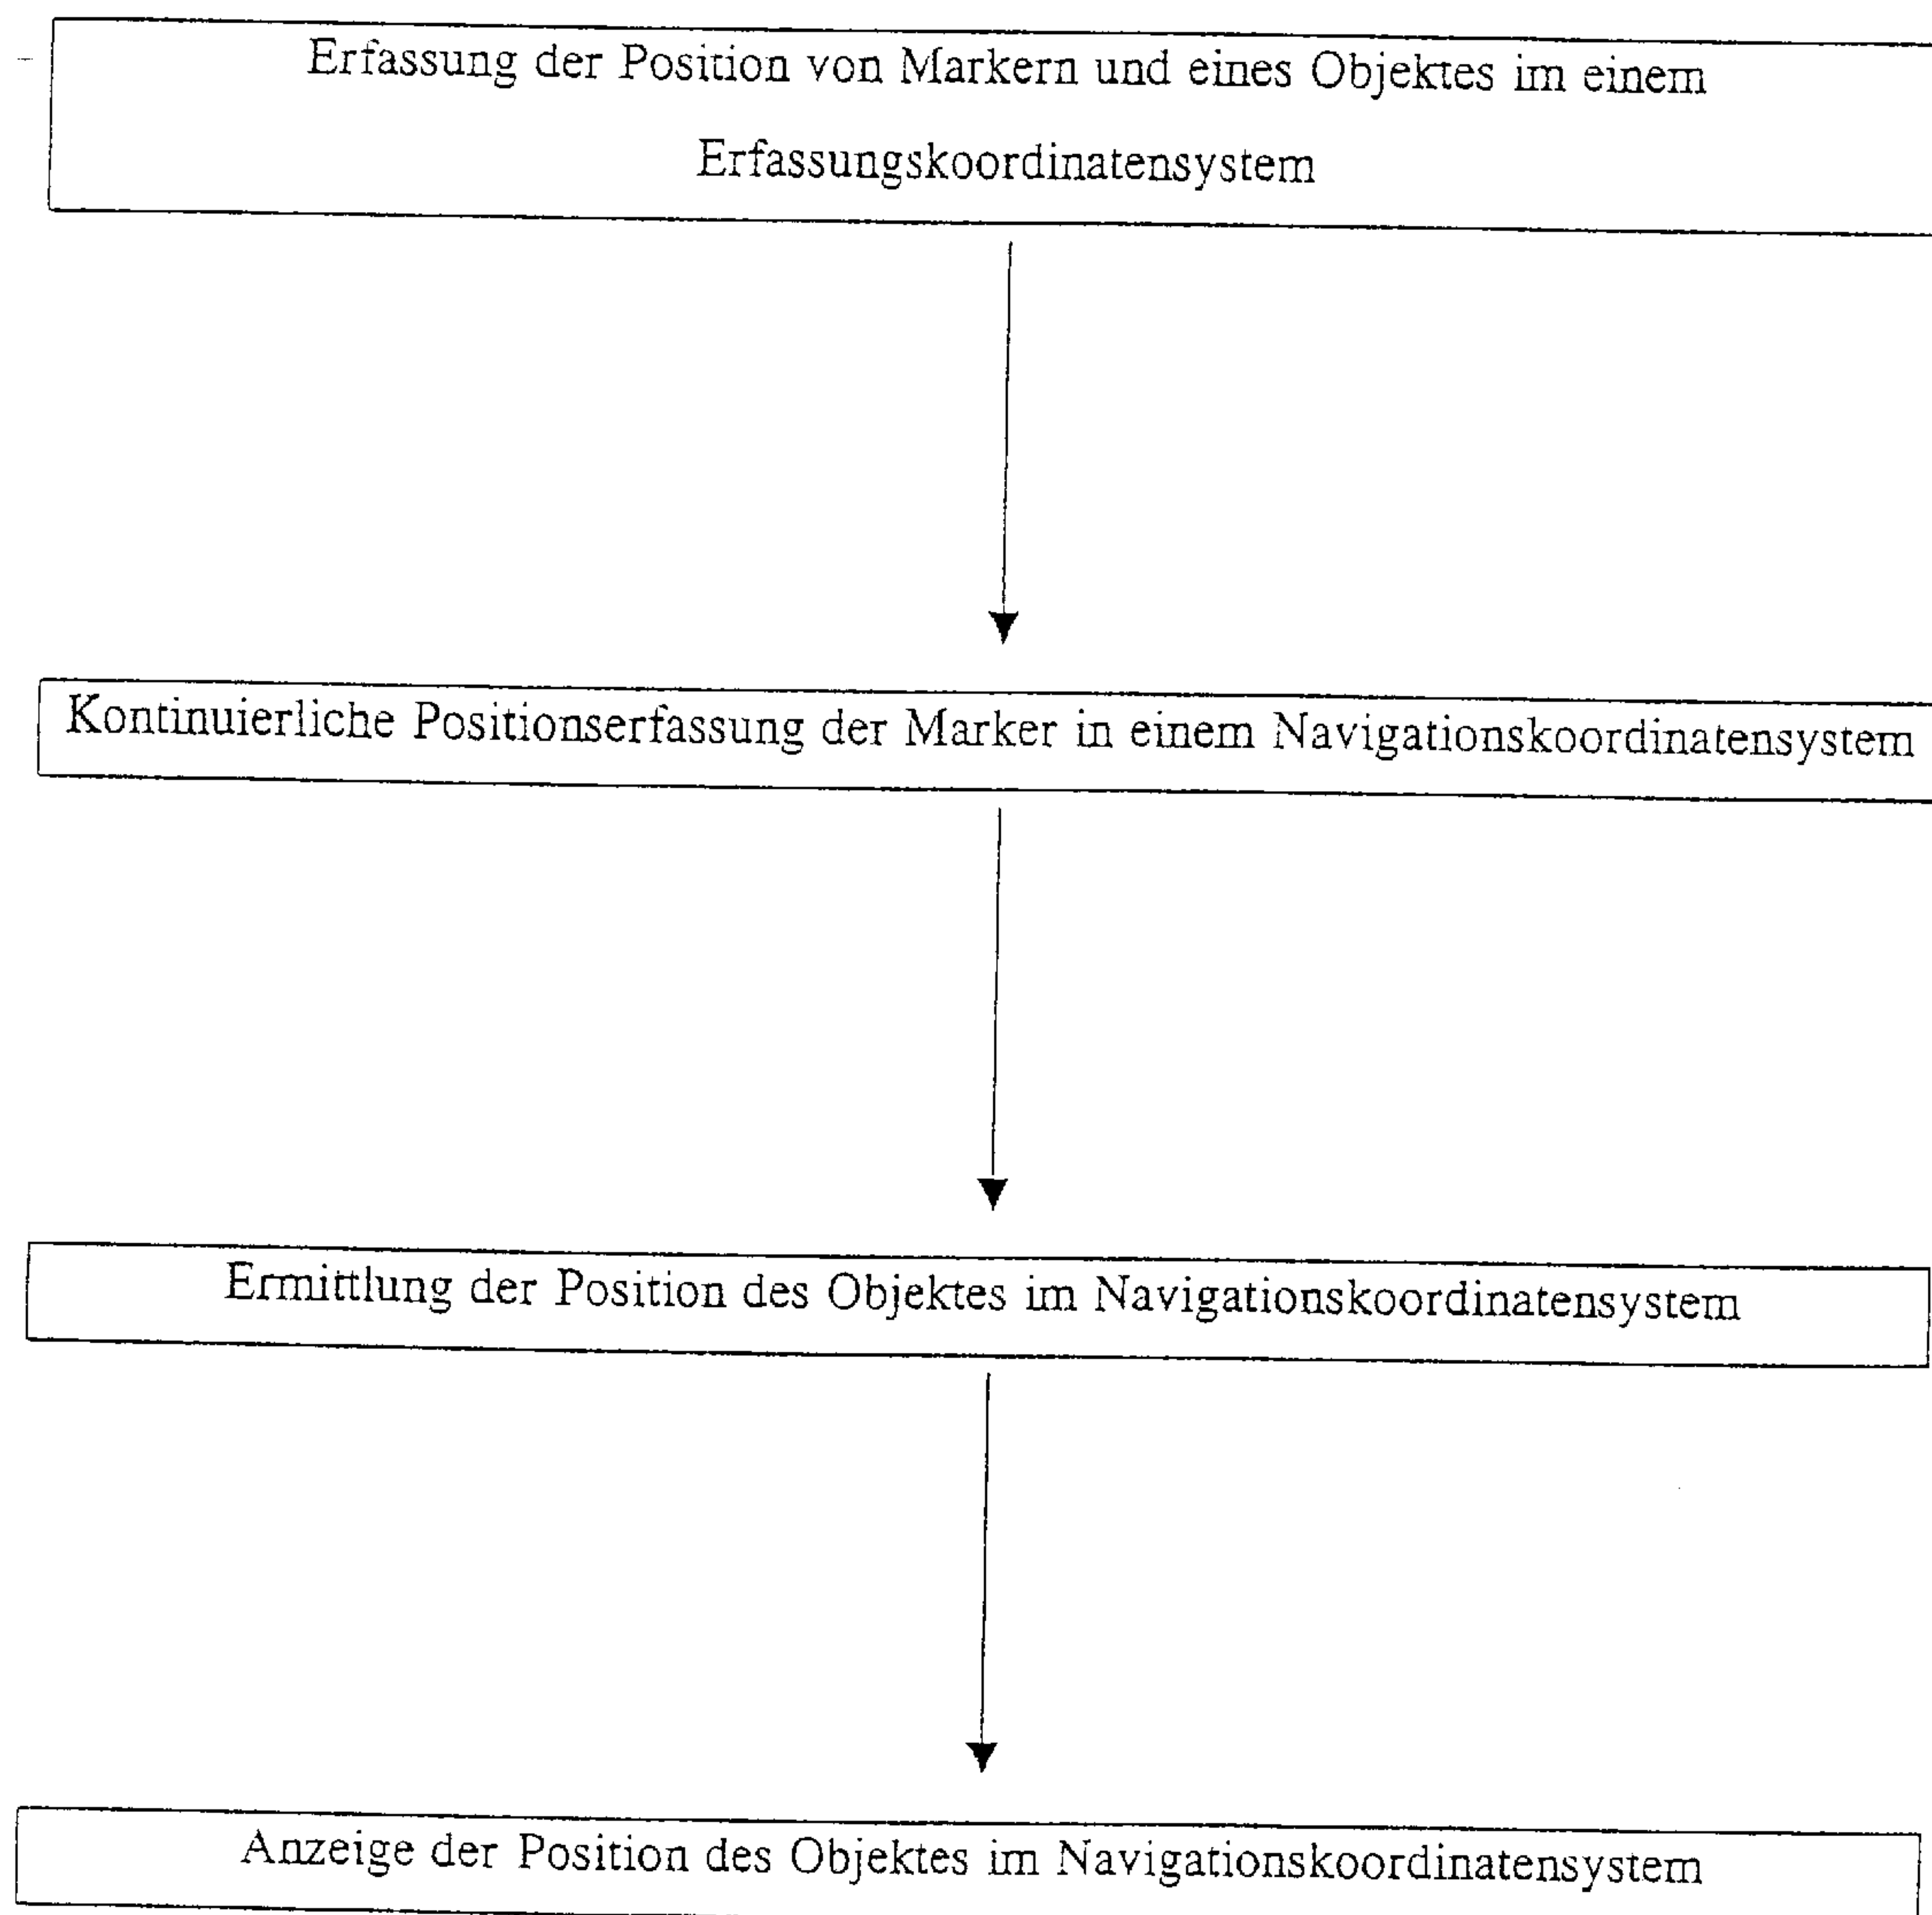 Erfassung der Position von Markern und eines Objektes im einem
Erfassungskoordinatensystem
Kontinuierliche Positionserfassung der Marker in einem Navigationskoordinatensystem
Ermittlung der Position des Objektes im Navigationskoordinatensystem
Anzeige der Position des Objektes im Navigationskoordinatensystem